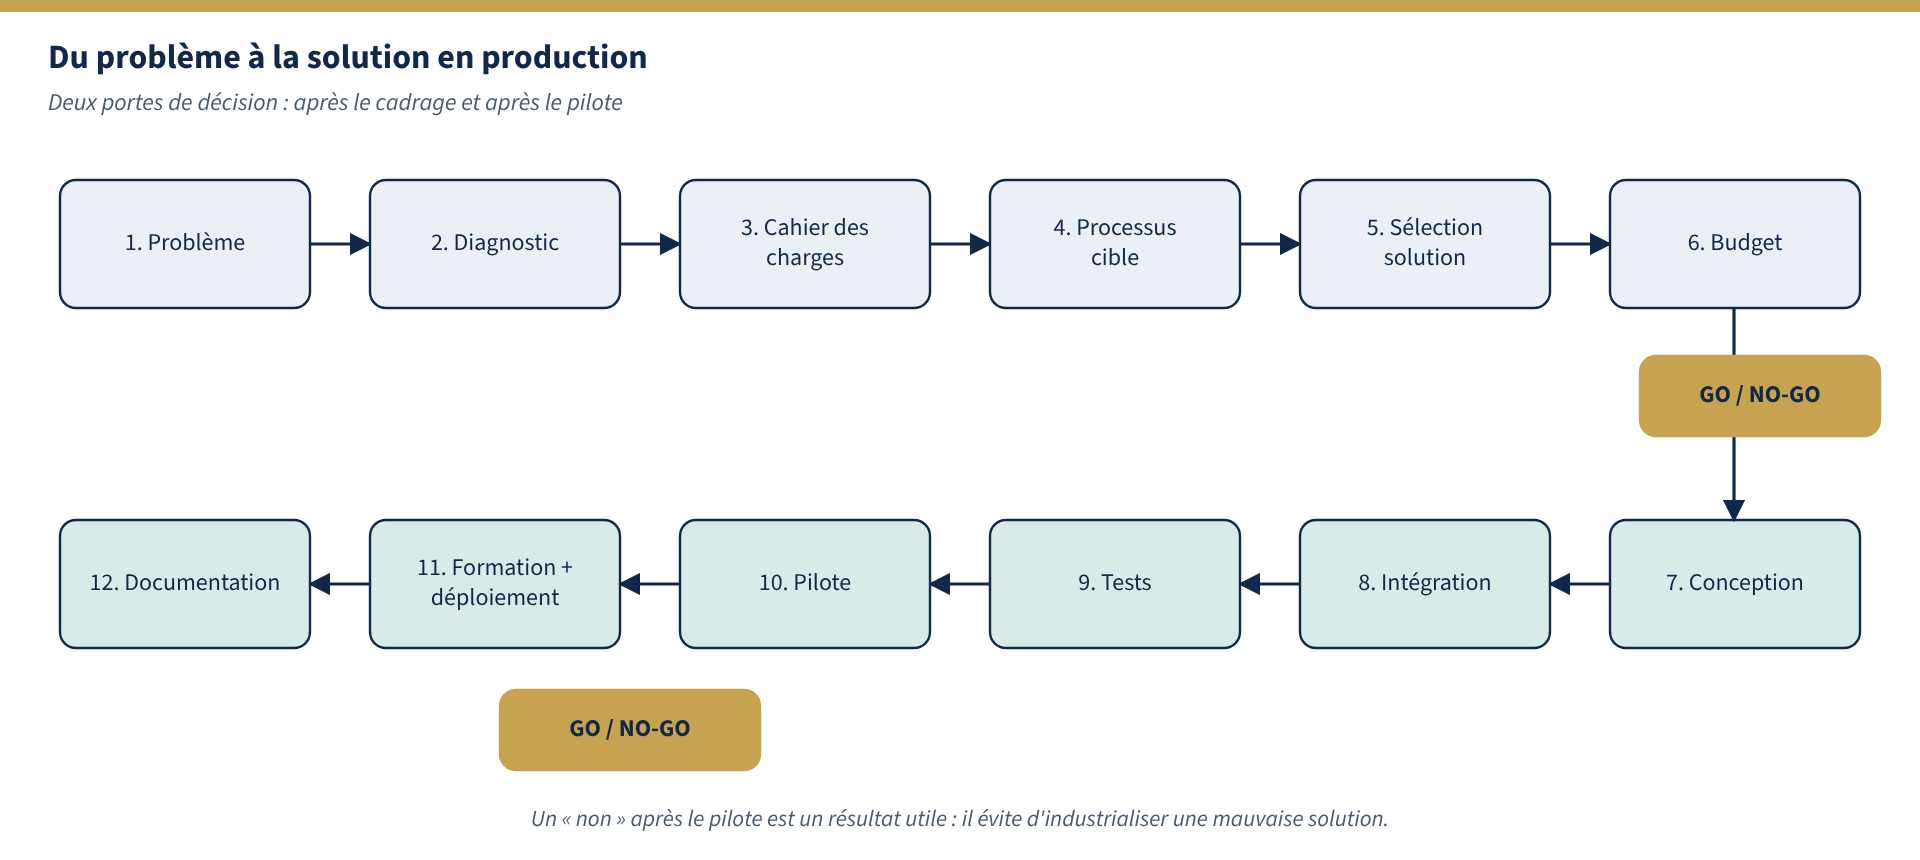 Du problème à la solution en production
Deux portes de décision : après le cadrage et après le pilote
1. Problème
2. Diagnostic
3. Cahier des
charges
4. Processus
cible
5. Sélection
solution
6. Budget
GO / NO-GO
7. Conception
8. Intégration
9. Tests
10. Pilote
11. Formation +
déploiement
12. Documentation
GO / NO-GO
Un « non » après le pilote est un résultat utile : il évite d'industrialiser une mauvaise solution.